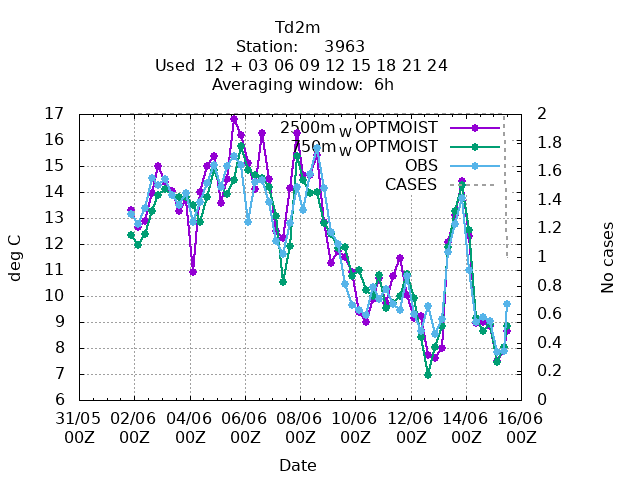 Td2m
Station: 3963
Used 12 + 03 06 09 12 15 18 21 24
Averaging window: 6h
2500m W OPTMOIST
750m W OPTMOIST
OBS
CASES
deg C
17
16
15
14
13
12
11
10
9
8
7
6
No cases
2
1.8
1.6
1.4
1.2
1
0.8
0.6
0.4
0.2
0
31/05 02/06 04/06 06/06 08/06 10/06 12/06 14/06 16/06
00Z 00Z 00Z 00Z 00Z 00Z 00Z 00Z 00Z
Date